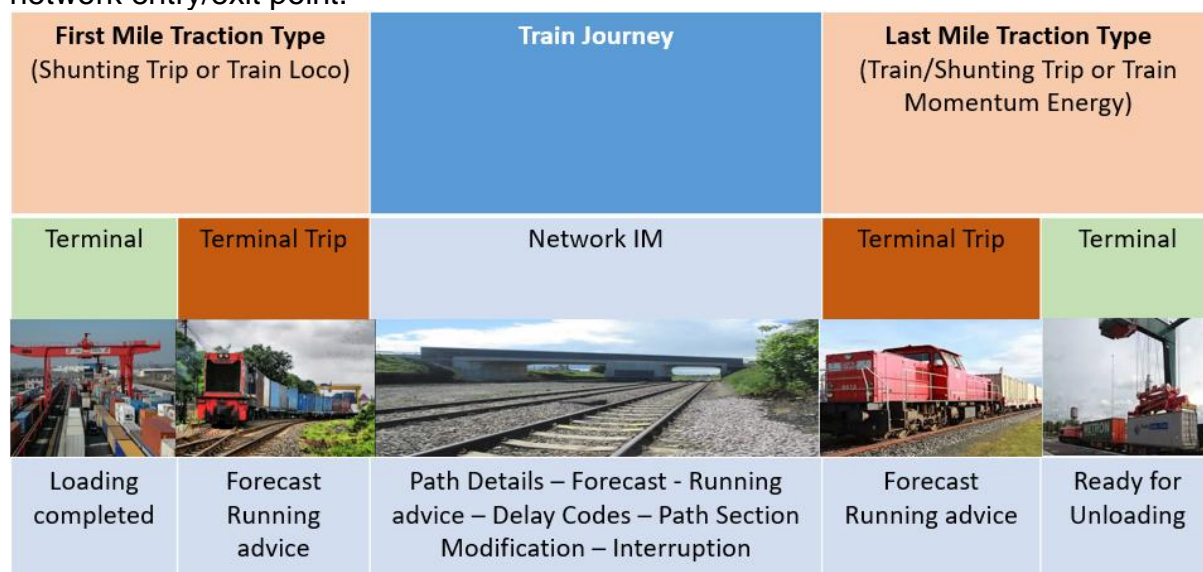 network entry/exit point.
First Mile Traction Type
(Shunting Trip or Train Loco)
Train Journey
Last Mile Traction Type
(Train/Shunting Trip or Train
Momentum Energy)
Terminal
Terminal Trip
Network IM
Terminal Trip
Terminal
Loading
completed
Forecast
Running
advice
Path Details – Forecast - Running
advice – Delay Codes – Path Section
Modification – Interruption
Forecast
Running advice
Ready for
Unloading